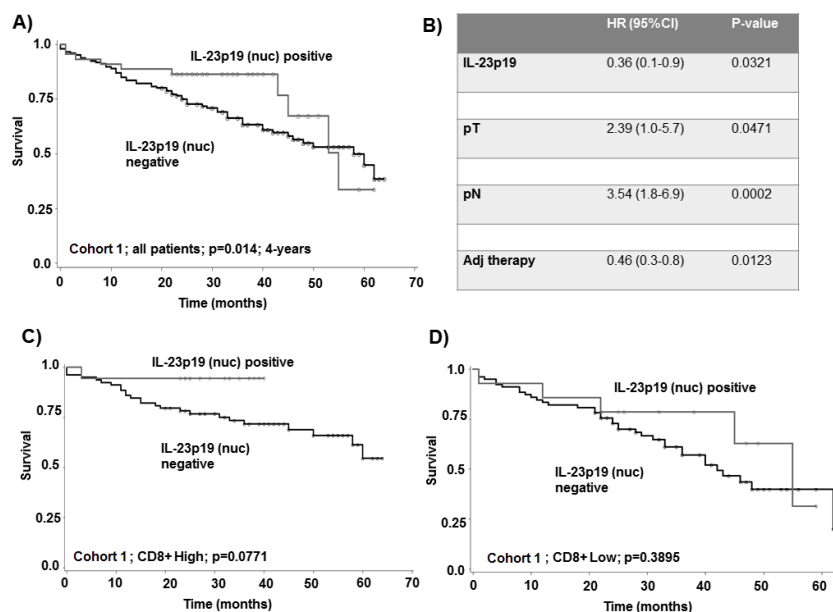 A)
1.0
0.75
0.5
0.25
0.0
Survival
IL-23p19 (nuc) positive
IL-23p19 (nuc)
negative
Cohort 1; all patients; p=0.014; 4-years
0 10 20 30 40 50 60 70
Time (months)
B)
HR (95%CI) P-value
IL-23p19 0.36 (0.1-0.9) 0.0321
pT 2.39 (1.0-5.7) 0.0471
pN 3.54 (1.8-6.9) 0.0002
Adj therapy 0.46 (0.3-0.8) 0.0123
C)
1.0
0.75
0.5
0.25
0.0
Survival
IL-23p19 (nuc) positive
IL-23p19 (nuc)
negative
Cohort 1; CD8+ High; p=0.0771
0 10 20 30 40 50 60 70
Time (months)
D)
1.0
0.75
0.5
0.25
0.0
Survival
IL-23p19 (nuc) positive
IL-23p19 (nuc)
negative
Cohort 1; CD8+ Low; p=0.3895
0 10 20 30 40 50 60
Time (months)